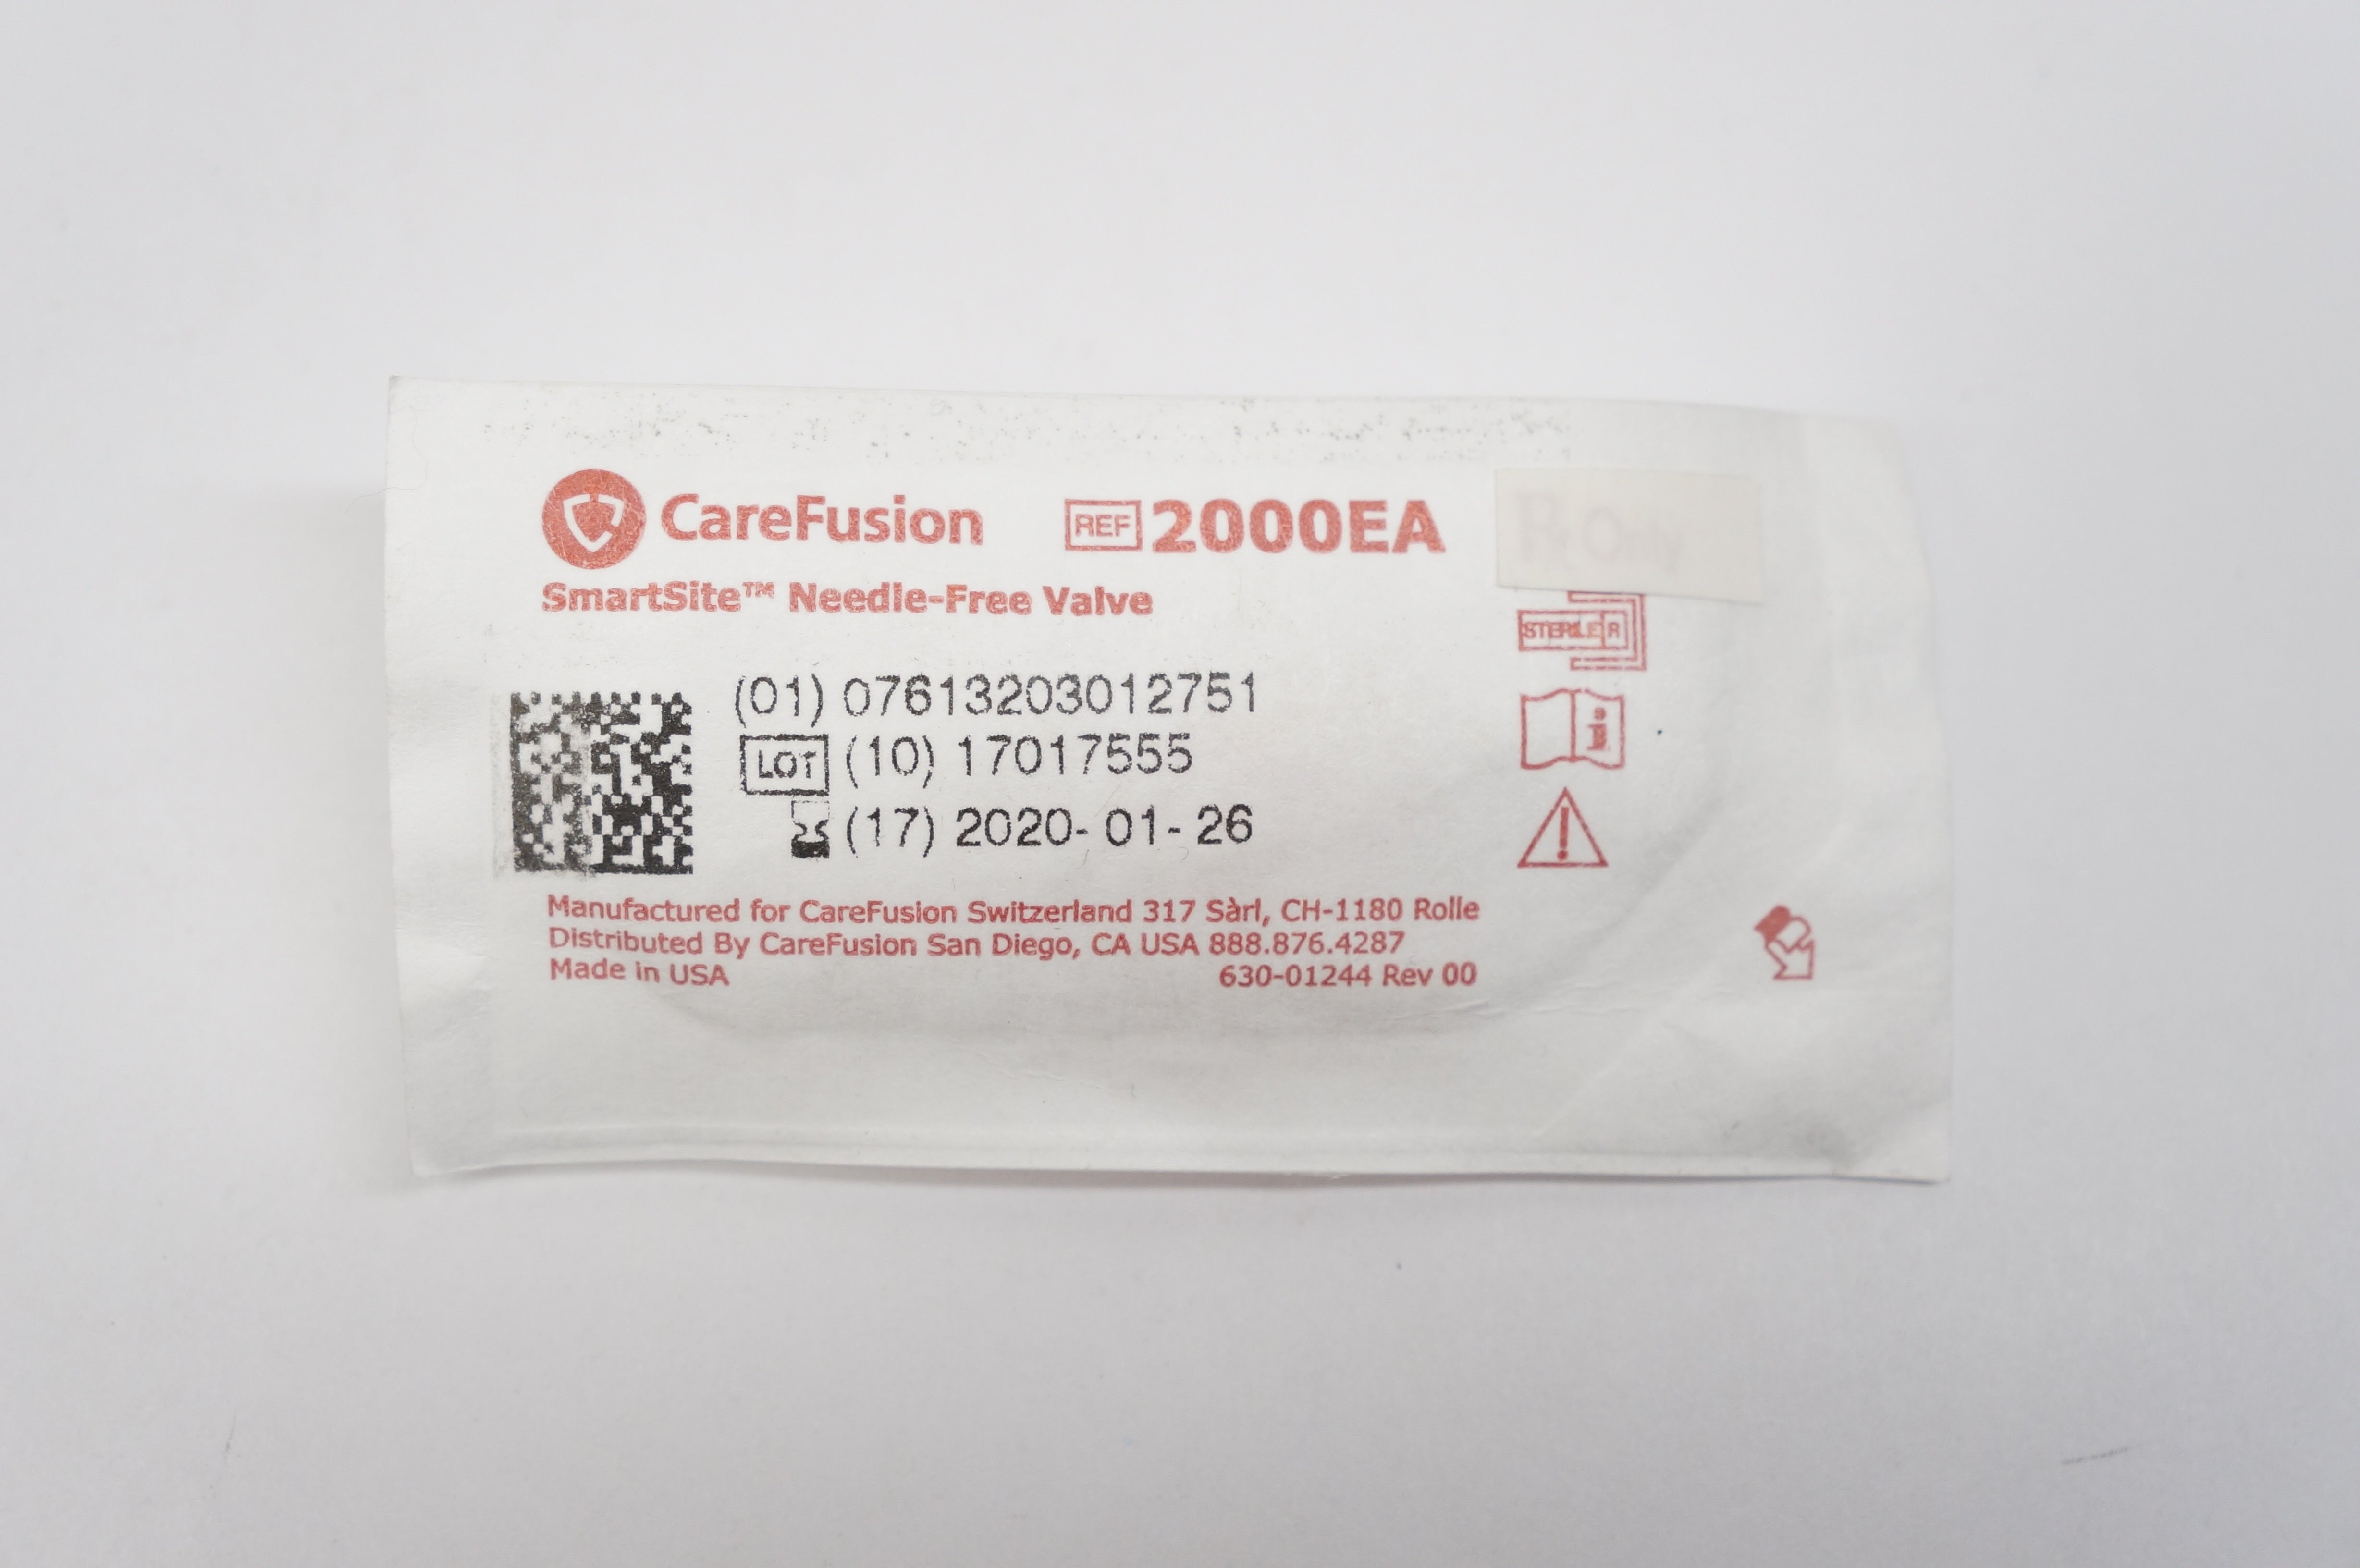 CareFusion
REF 2000EA
Rx Only
SmartSite™ Needle-Free Valve
STERILE R
(01) 07613203012751
LOT (10) 17017555
(17) 2020-01-26
Manufactured for CareFusion Switzerland 317 Sàrl, CH-1180 Rolle
Distributed By CareFusion San Diego, CA USA 888.876.4287
Made in USA
630-01244 Rev 00